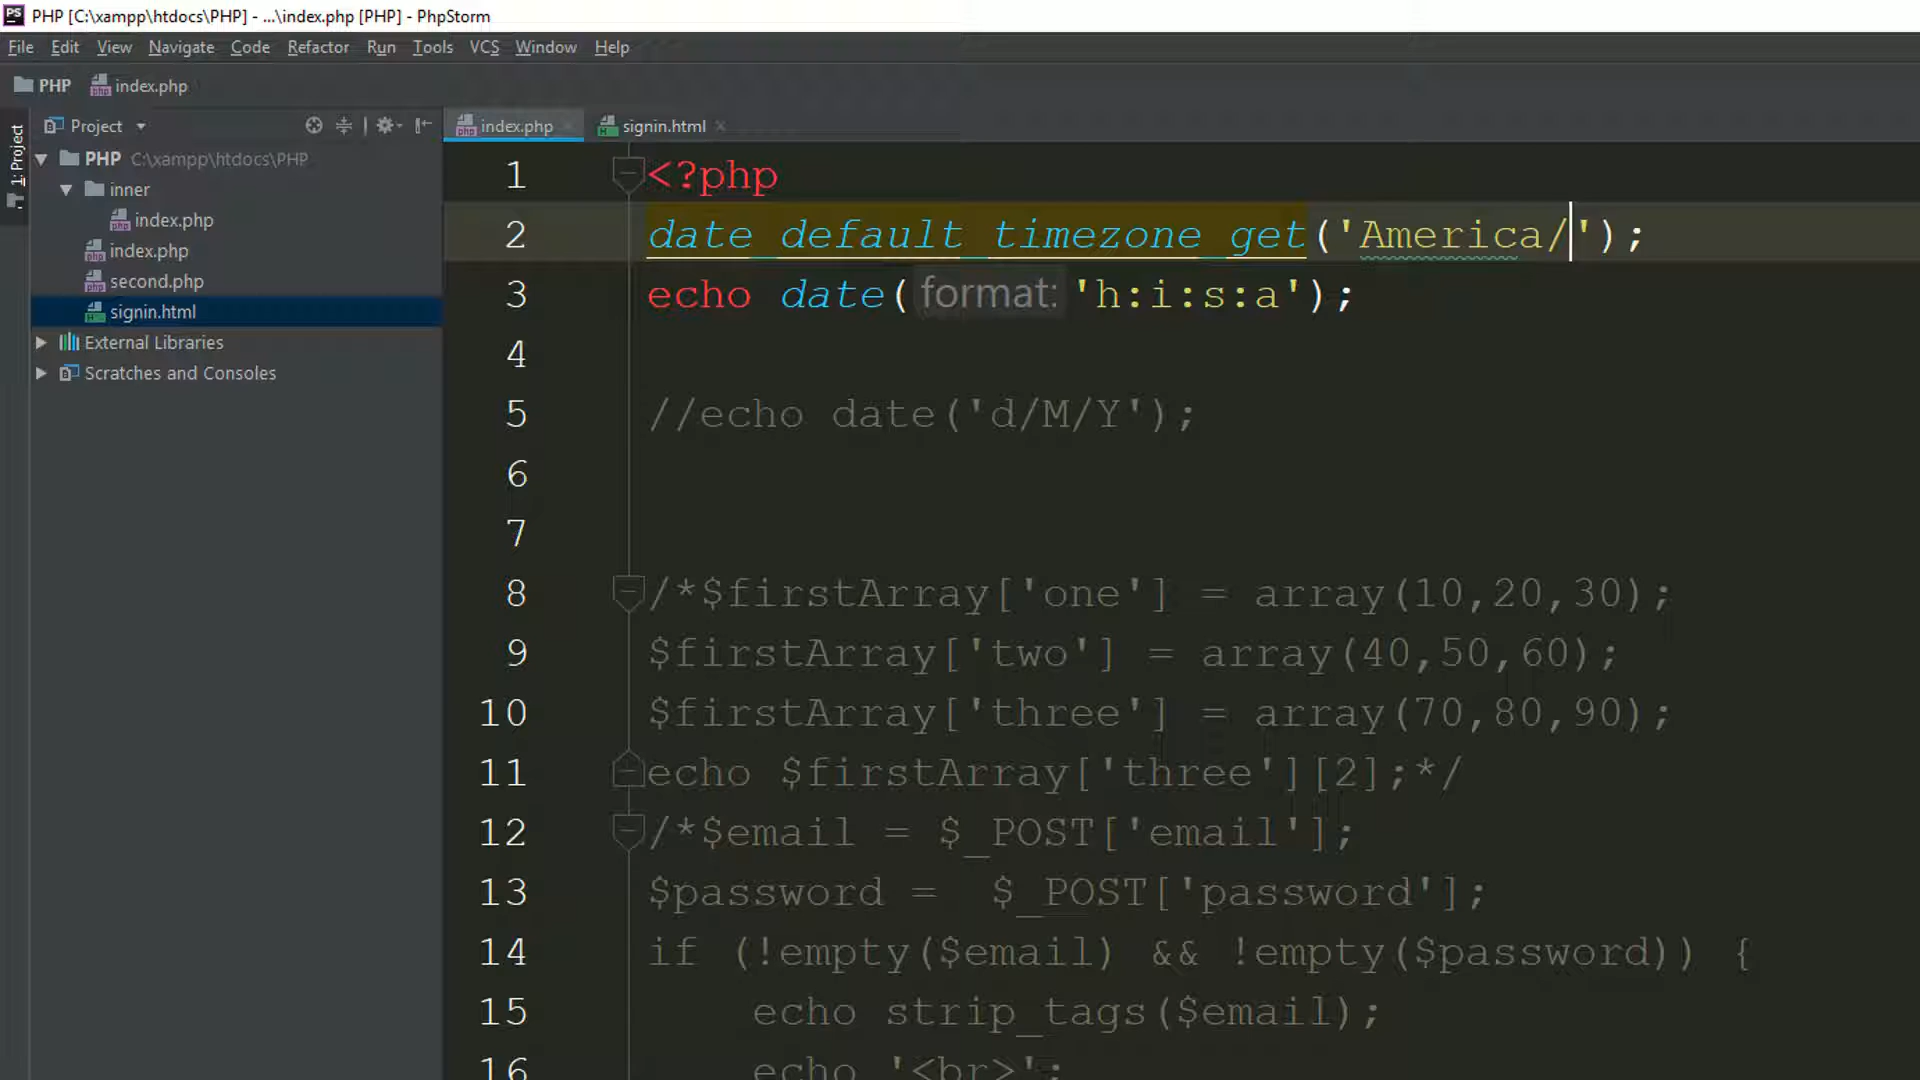 PS PHP [C:\xampp\htdocs\PHP] - ...\index.php [PHP] - PhpStorm
File Edit View Navigate Code Refactor Run Tools VCS Window Help
PHP index.php
1: Project
Project
PHP C:\xampp\htdocs\PHP
inner
index.php
index.php
second.php
signin.html
External Libraries
Scratches and Consoles
index.php signin.html
1 <?php
2 date_default_timezone_get('America/');
3 echo date( format: 'h:i:s:a');
4
5 //echo date('d/M/Y');
6
7
8 /*$firstArray['one'] = array(10,20,30);
9 $firstArray['two'] = array(40,50,60);
10 $firstArray['three'] = array(70,80,90);
11 echo $firstArray['three'][2];*/
12 /*$email = $_POST['email'];
13 $password =  $_POST['password'];
14 if (!empty($email) && !empty($password)) {
15 echo strip_tags($email);
16 echo '<br>';